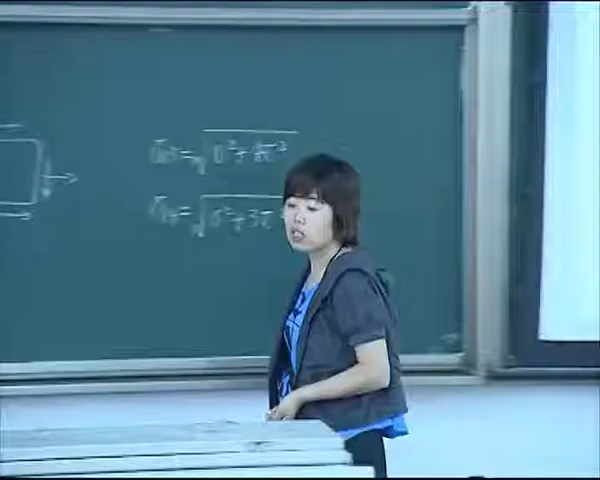 σr3 = √σ²+4τ²
σr4 = √σ²+3τ²